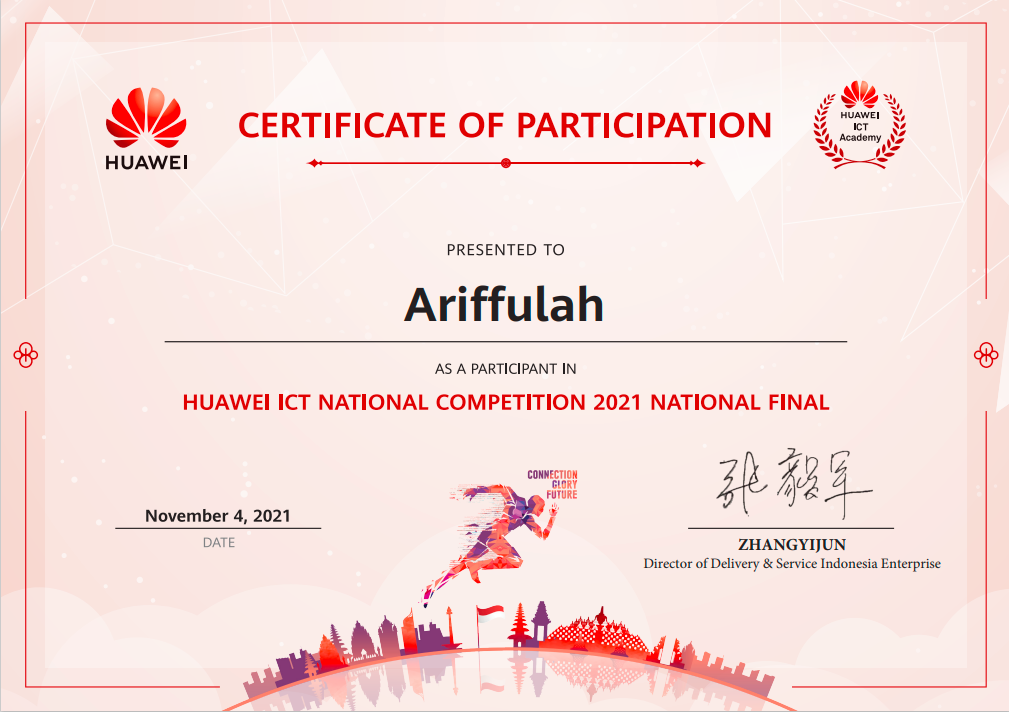 HUAWEI
CERTIFICATE OF PARTICIPATION
HUAWEI
ICT
Academy
PRESENTED TO
Ariffulah
AS A PARTICIPANT IN
HUAWEI ICT NATIONAL COMPETITION 2021 NATIONAL FINAL
CONNECTION
GLORY
FUTURE
November 4, 2021
DATE
张毅军
ZHANGYIJUN
Director of Delivery & Service Indonesia Enterprise